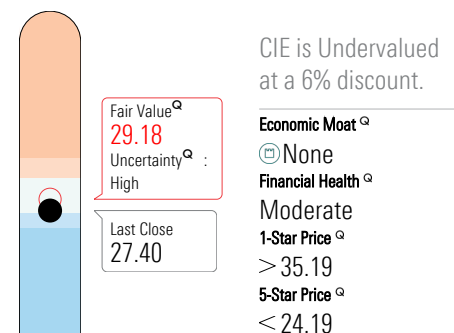 CIE is Undervalued
at a 6% discount.
Fair Value Q
29.18
Uncertainty Q :
High
Last Close
27.40
Economic Moat Q
None
Financial Health Q
Moderate
1-Star Price Q
>35.19
5-Star Price Q
<24.19